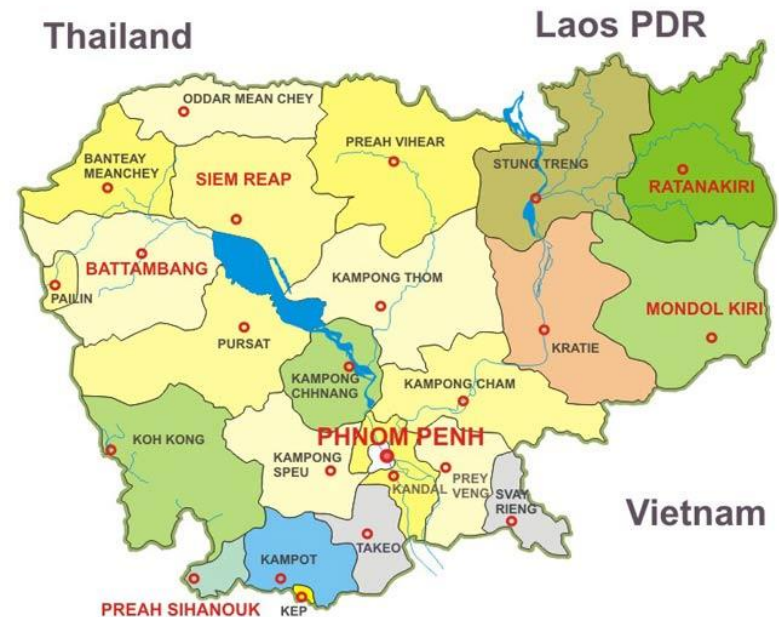 Thailand
Laos PDR
ODDAR MEAN CHEY
BANTEAY
MEANCHEY
PREAH VIHEAR
STUNG TRENG
SIEM REAP
RATANAKIRI
BATTAMBANG
KAMPONG THOM
PAILIN
MONDOL KIRI
PURSAT
KRATIE
KAMPONG
CHHNANG
KAMPONG CHAM
PHNOM PENH
KOH KONG
KAMPONG
SPEU
KANDAL
PREY
VENG
SVAY
RIENG
Vietnam
TAKEO
KAMPOT
PREAH SIHANOUK
KEP